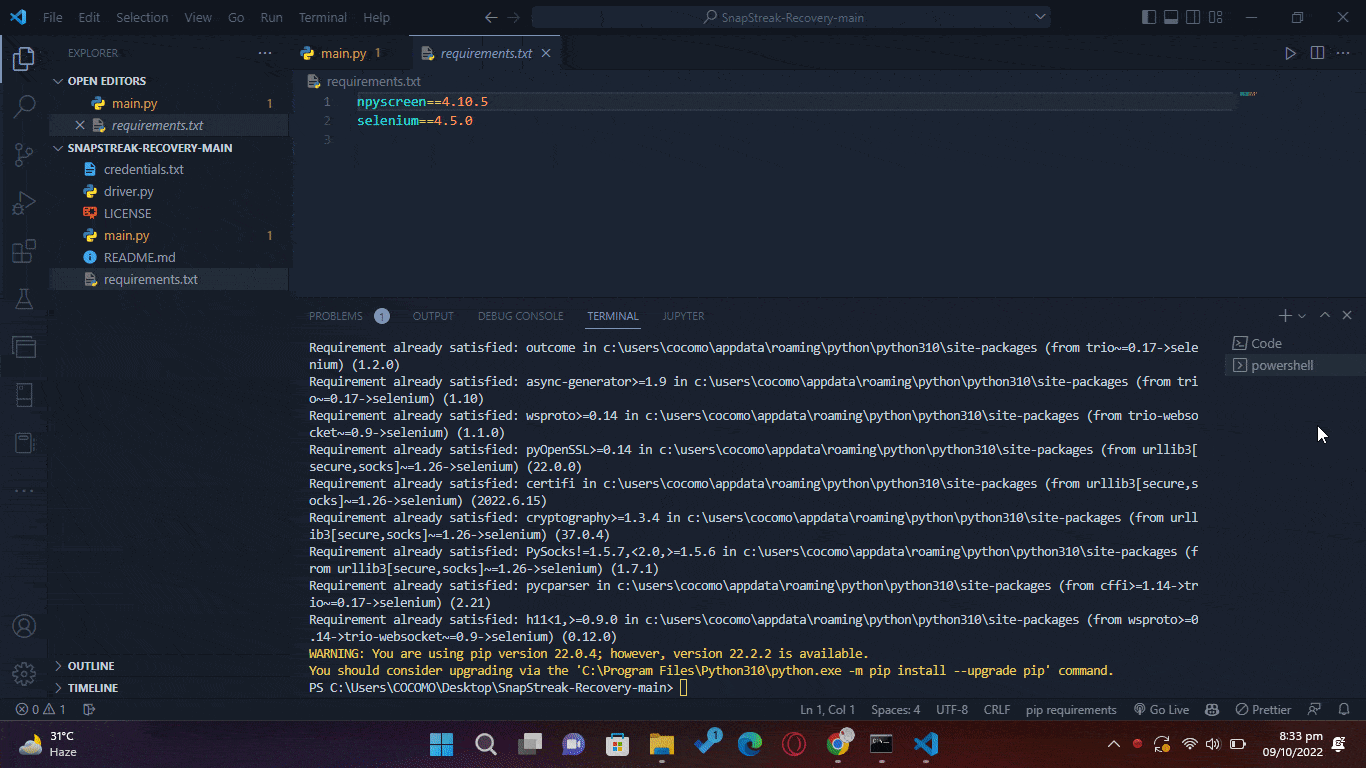 File Edit Selection View Go Run Terminal Help
SnapStreak-Recovery-main
EXPLORER
OPEN EDITORS
main.py 1
requirements.txt
SNAPSTREAK-RECOVERY-MAIN
credentials.txt
driver.py
LICENSE
main.py 1
README.md
requirements.txt
OUTLINE
TIMELINE
main.py 1
requirements.txt
requirements.txt
1 npyscreen==4.10.5
2 selenium==4.5.0
3
PROBLEMS 1 OUTPUT DEBUG CONSOLE TERMINAL JUPYTER
Requirement already satisfied: outcome in c:\users\cocomo\appdata\roaming\python\python310\site-packages (from trio~=0.17->sele
nium) (1.2.0)
Requirement already satisfied: async-generator>=1.9 in c:\users\cocomo\appdata\roaming\python\python310\site-packages (from tri
o~=0.17->selenium) (1.10)
Requirement already satisfied: wsproto>=0.14 in c:\users\cocomo\appdata\roaming\python\python310\site-packages (from trio-webso
cket~=0.9->selenium) (1.1.0)
Requirement already satisfied: pyOpenSSL>=0.14 in c:\users\cocomo\appdata\roaming\python\python310\site-packages (from urllib3[
secure,socks]~=1.26->selenium) (22.0.0)
Requirement already satisfied: certifi in c:\users\cocomo\appdata\roaming\python\python310\site-packages (from urllib3[secure,s
ocks]~=1.26->selenium) (2022.6.15)
Requirement already satisfied: cryptography>=1.3.4 in c:\users\cocomo\appdata\roaming\python\python310\site-packages (from urll
ib3[secure,socks]~=1.26->selenium) (37.0.4)
Requirement already satisfied: PySocks!=1.5.7,<2.0,>=1.5.6 in c:\users\cocomo\appdata\roaming\python\python310\site-packages (f
rom urllib3[secure,socks]~=1.26->selenium) (1.7.1)
Requirement already satisfied: pycparser in c:\users\cocomo\appdata\roaming\python\python310\site-packages (from cffi>=1.14->tr
io~=0.17->selenium) (2.21)
Requirement already satisfied: h11<1,>=0.9.0 in c:\users\cocomo\appdata\roaming\python\python310\site-packages (from wsproto>=0
.14->trio-websocket~=0.9->selenium) (0.12.0)
WARNING: You are using pip version 22.0.4; however, version 22.2.2 is available.
You should consider upgrading via the 'C:\Program Files\Python310\python.exe -m pip install --upgrade pip' command.
PS C:\Users\COCOMO\Desktop\SnapStreak-Recovery-main>
Code
powershell
0 1
Ln 1, Col 1 Spaces: 4 UTF-8 CRLF pip requirements Go Live Prettier
31°C
Haze
1
8:33 pm
09/10/2022